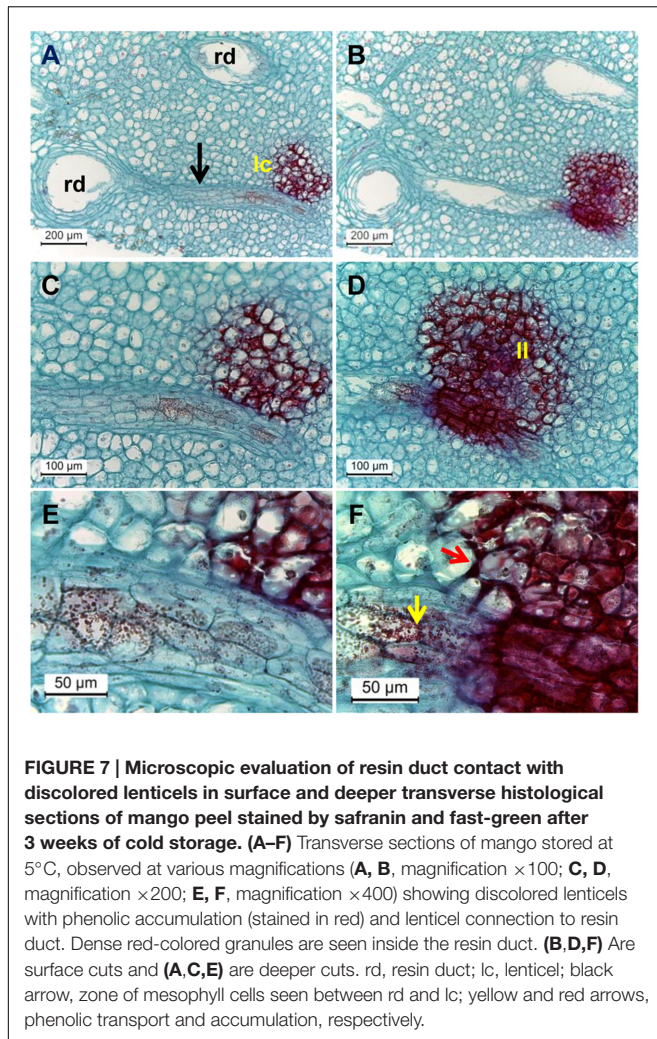 A
rd
B
lc
rd
200 µm
200 µm
C
D
ll
100 µm
100 µm
E
F
50 µm
50 µm
FIGURE 7 | Microscopic evaluation of resin duct contact with
discolored lenticels in surface and deeper transverse histological
sections of mango peel stained by safranin and fast-green after
3 weeks of cold storage. (A–F) Transverse sections of mango stored at
5°C, observed at various magnifications (A, B, magnification ×100; C, D,
magnification ×200; E, F, magnification ×400) showing discolored lenticels
with phenolic accumulation (stained in red) and lenticel connection to resin
duct. Dense red-colored granules are seen inside the resin duct. (B,D,F) Are
surface cuts and (A,C,E) are deeper cuts. rd, resin duct; lc, lenticel; black
arrow, zone of mesophyll cells seen between rd and lc; yellow and red arrows,
phenolic transport and accumulation, respectively.